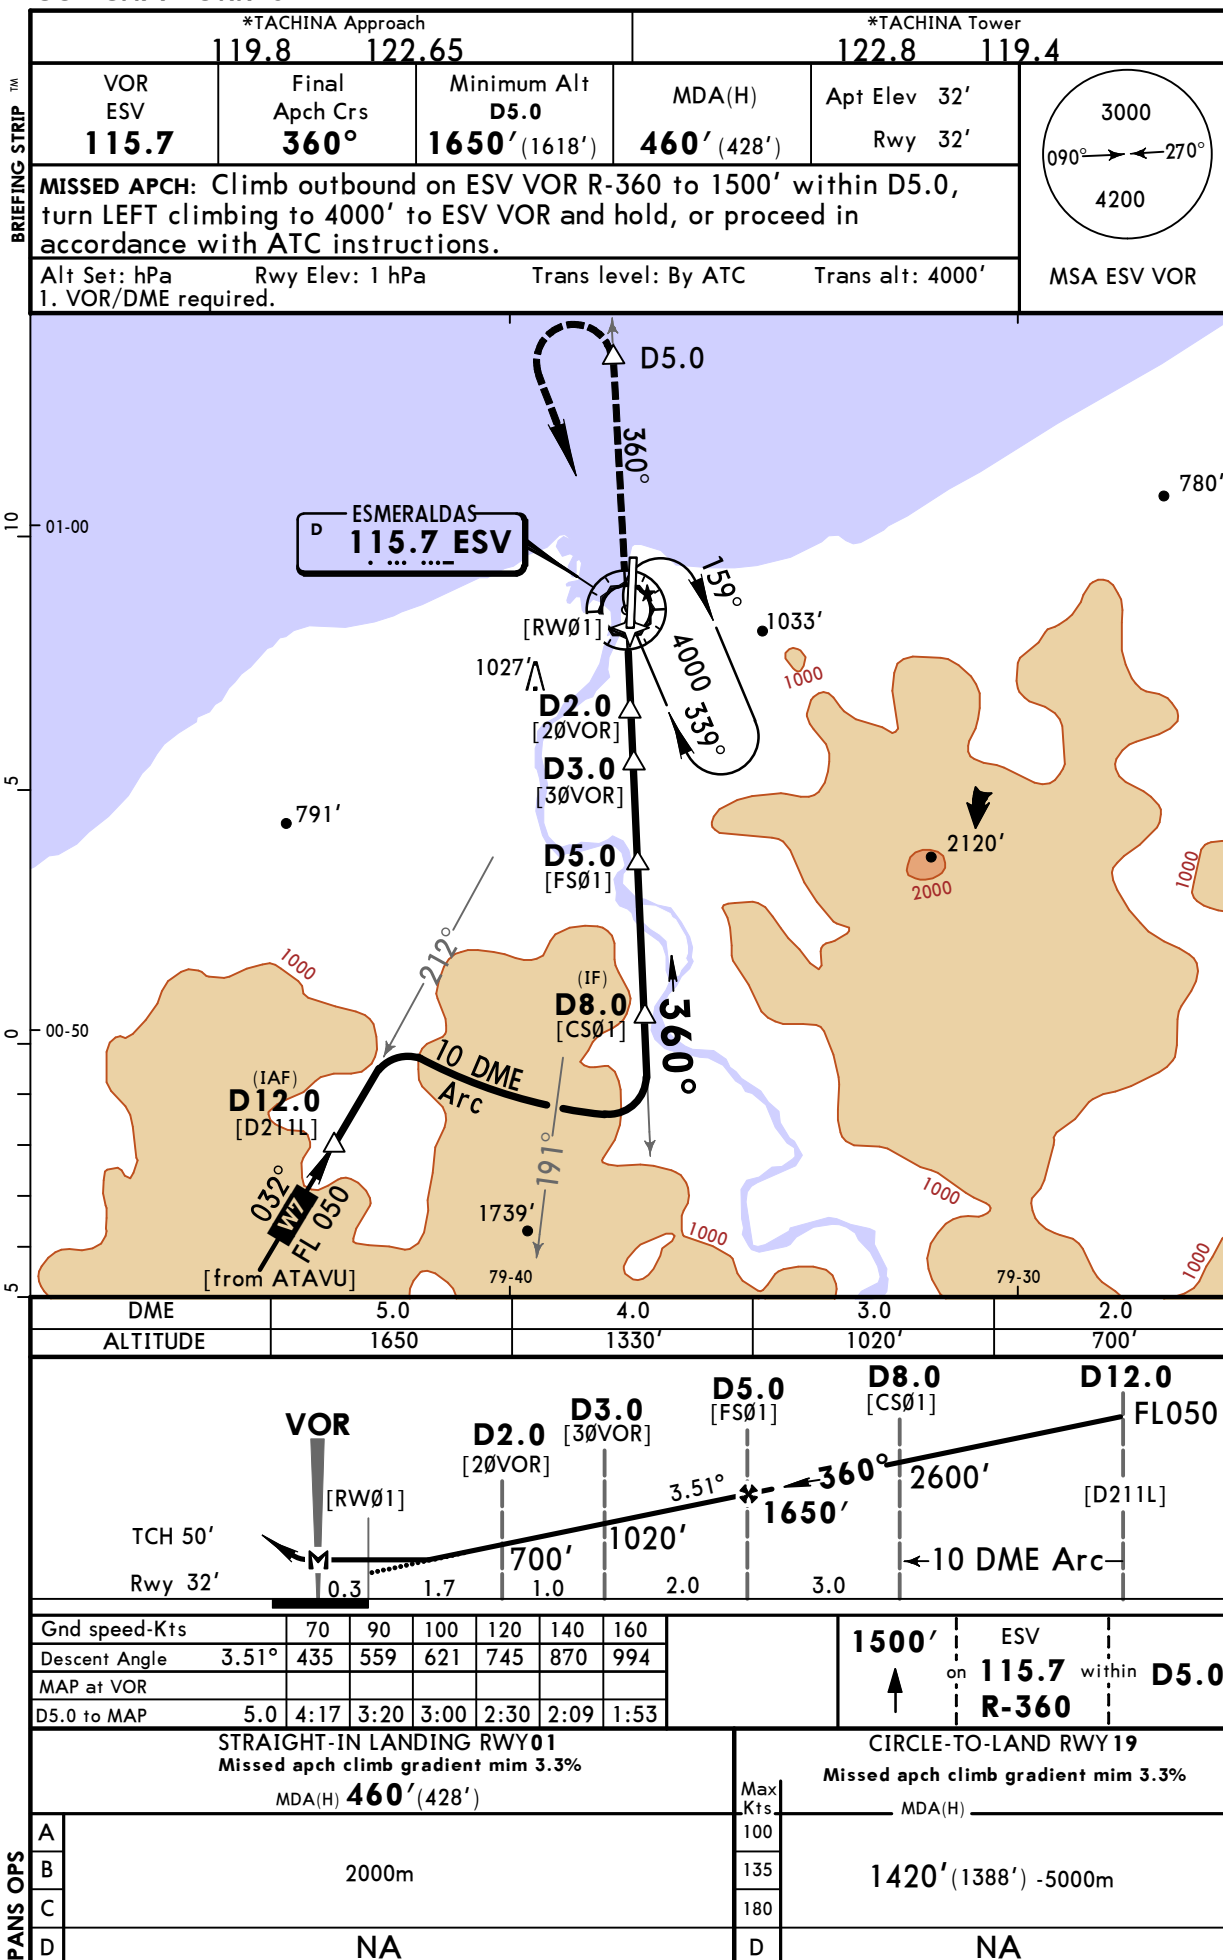 *TACHINA Approach
119.8 122.65
*TACHINA Tower
122.8 119.4
BRIEFING STRIP TM
VOR
ESV
115.7
Final
Apch Crs
360°
Minimum Alt
D5.0
1650' (1618')
MDA(H)
460' (428')
Apt Elev 32'
Rwy 32'
3000
090° 270°
4200
MSA ESV VOR
MISSED APCH: Climb outbound on ESV VOR R-360 to 1500' within D5.0,
turn LEFT climbing to 4000' to ESV VOR and hold, or proceed in
accordance with ATC instructions.
Alt Set: hPa Rwy Elev: 1 hPa Trans level: By ATC Trans alt: 4000'
1. VOR/DME required.
D5.0
360°
780'
10
01-00
ESMERALDAS
D 115.7 ESV
159°
[RWØ1]
1033'
4000
1027'
1000
D2.0
[2ØVOR]
339°
D3.0
[3ØVOR]
5
791'
2120'
D5.0
[FSØ1]
2000
1000
212°
1000
(IF)
D8.0
[CSØ1]
360°
0
00-50
10 DME
Arc
(IAF)
D12.0
[D211L]
191°
032°
W7
FL 050
1739'
1000
1000
1000
[from ATAVU]
79-40
79-30
5
DME 5.0 4.0 3.0 2.0
ALTITUDE 1650 1330' 1020' 700'
VOR
D2.0
[2ØVOR]
D3.0
[3ØVOR]
D5.0
[FSØ1]
D8.0
[CSØ1]
D12.0
FL050
[RWØ1]
3.51°
360°
2600'
[D211L]
1650'
TCH 50'
M
700'
1020'
10 DME Arc
Rwy 32'
0.3 1.7 1.0 2.0 3.0
Gnd speed-Kts 70 90 100 120 140 160
Descent Angle 3.51° 435 559 621 745 870 994
MAP at VOR
D5.0 to MAP 5.0 4:17 3:20 3:00 2:30 2:09 1:53
1500'
on
ESV
115.7
R-360
within
D5.0
STRAIGHT-IN LANDING RWY 01
Missed apch climb gradient mim 3.3%
MDA(H) 460' (428')
CIRCLE-TO-LAND RWY 19
Missed apch climb gradient mim 3.3%
Max
Kts
MDA(H)
PANS OPS
A
B
C
D
2000m
NA
100
135
180
D
1420' (1388') -5000m
NA